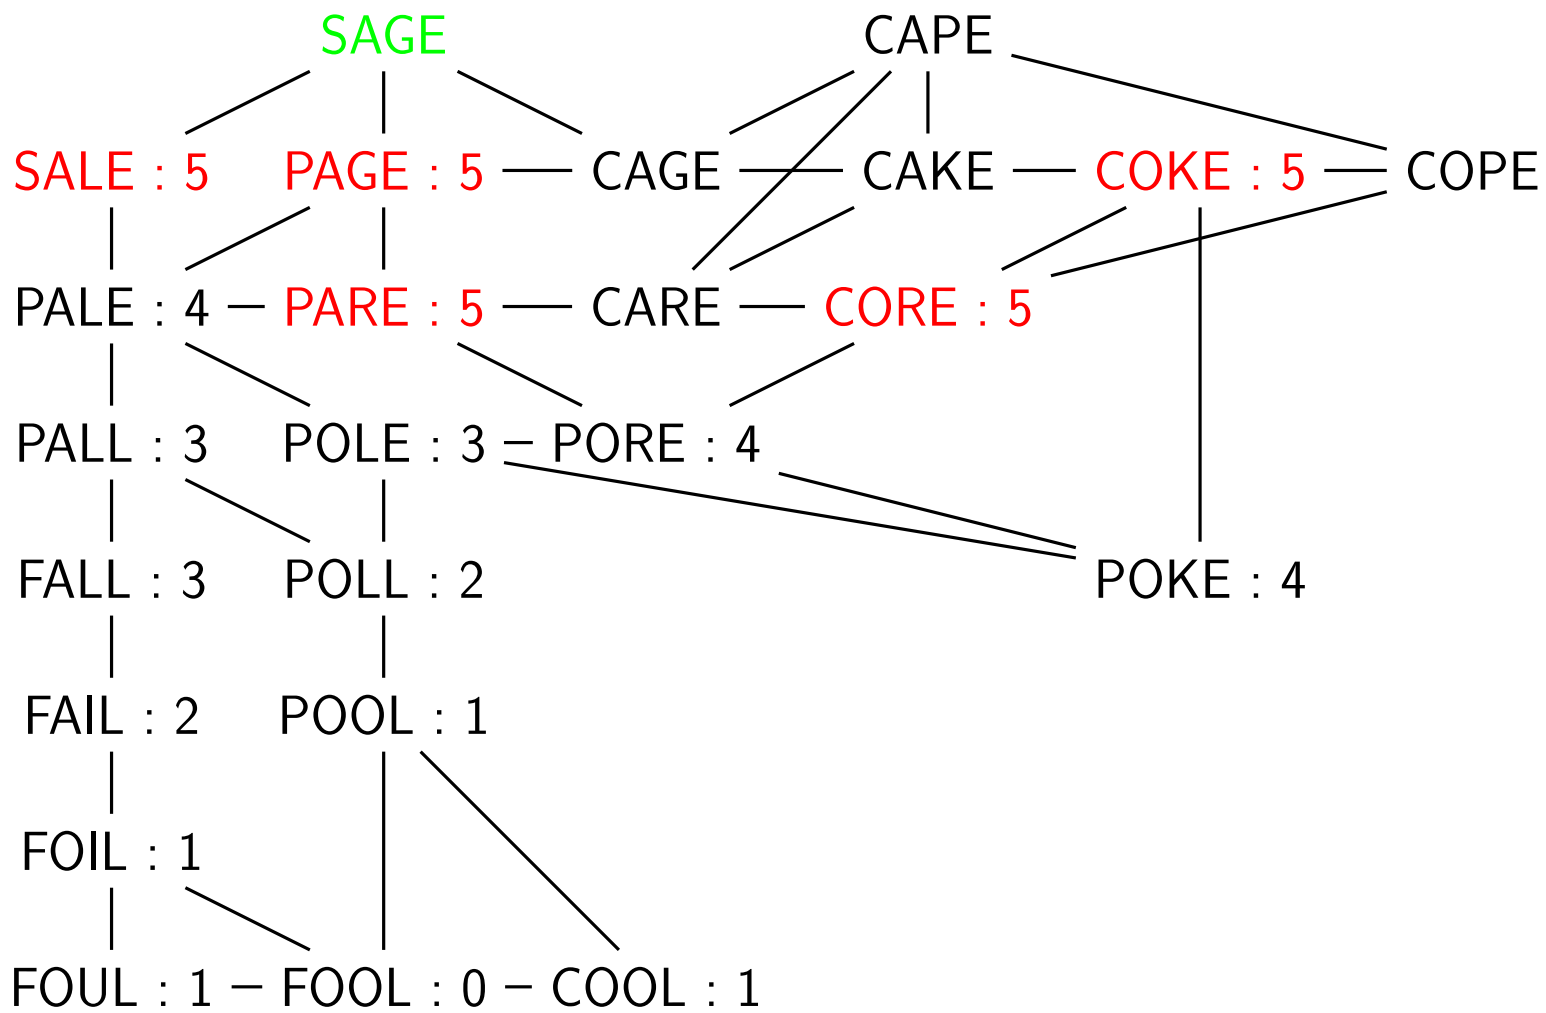 SAGE CAPE
SALE : 5 PAGE : 5 CAGE CAKE COKE : 5 COPE
PALE : 4 PARE : 5 CARE CORE : 5
PALL : 3 POLE : 3 PORE : 4
FALL : 3 POLL : 2 POKE : 4
FAIL : 2 POOL : 1
FOIL : 1
FOUL : 1 FOOL : 0 COOL : 1